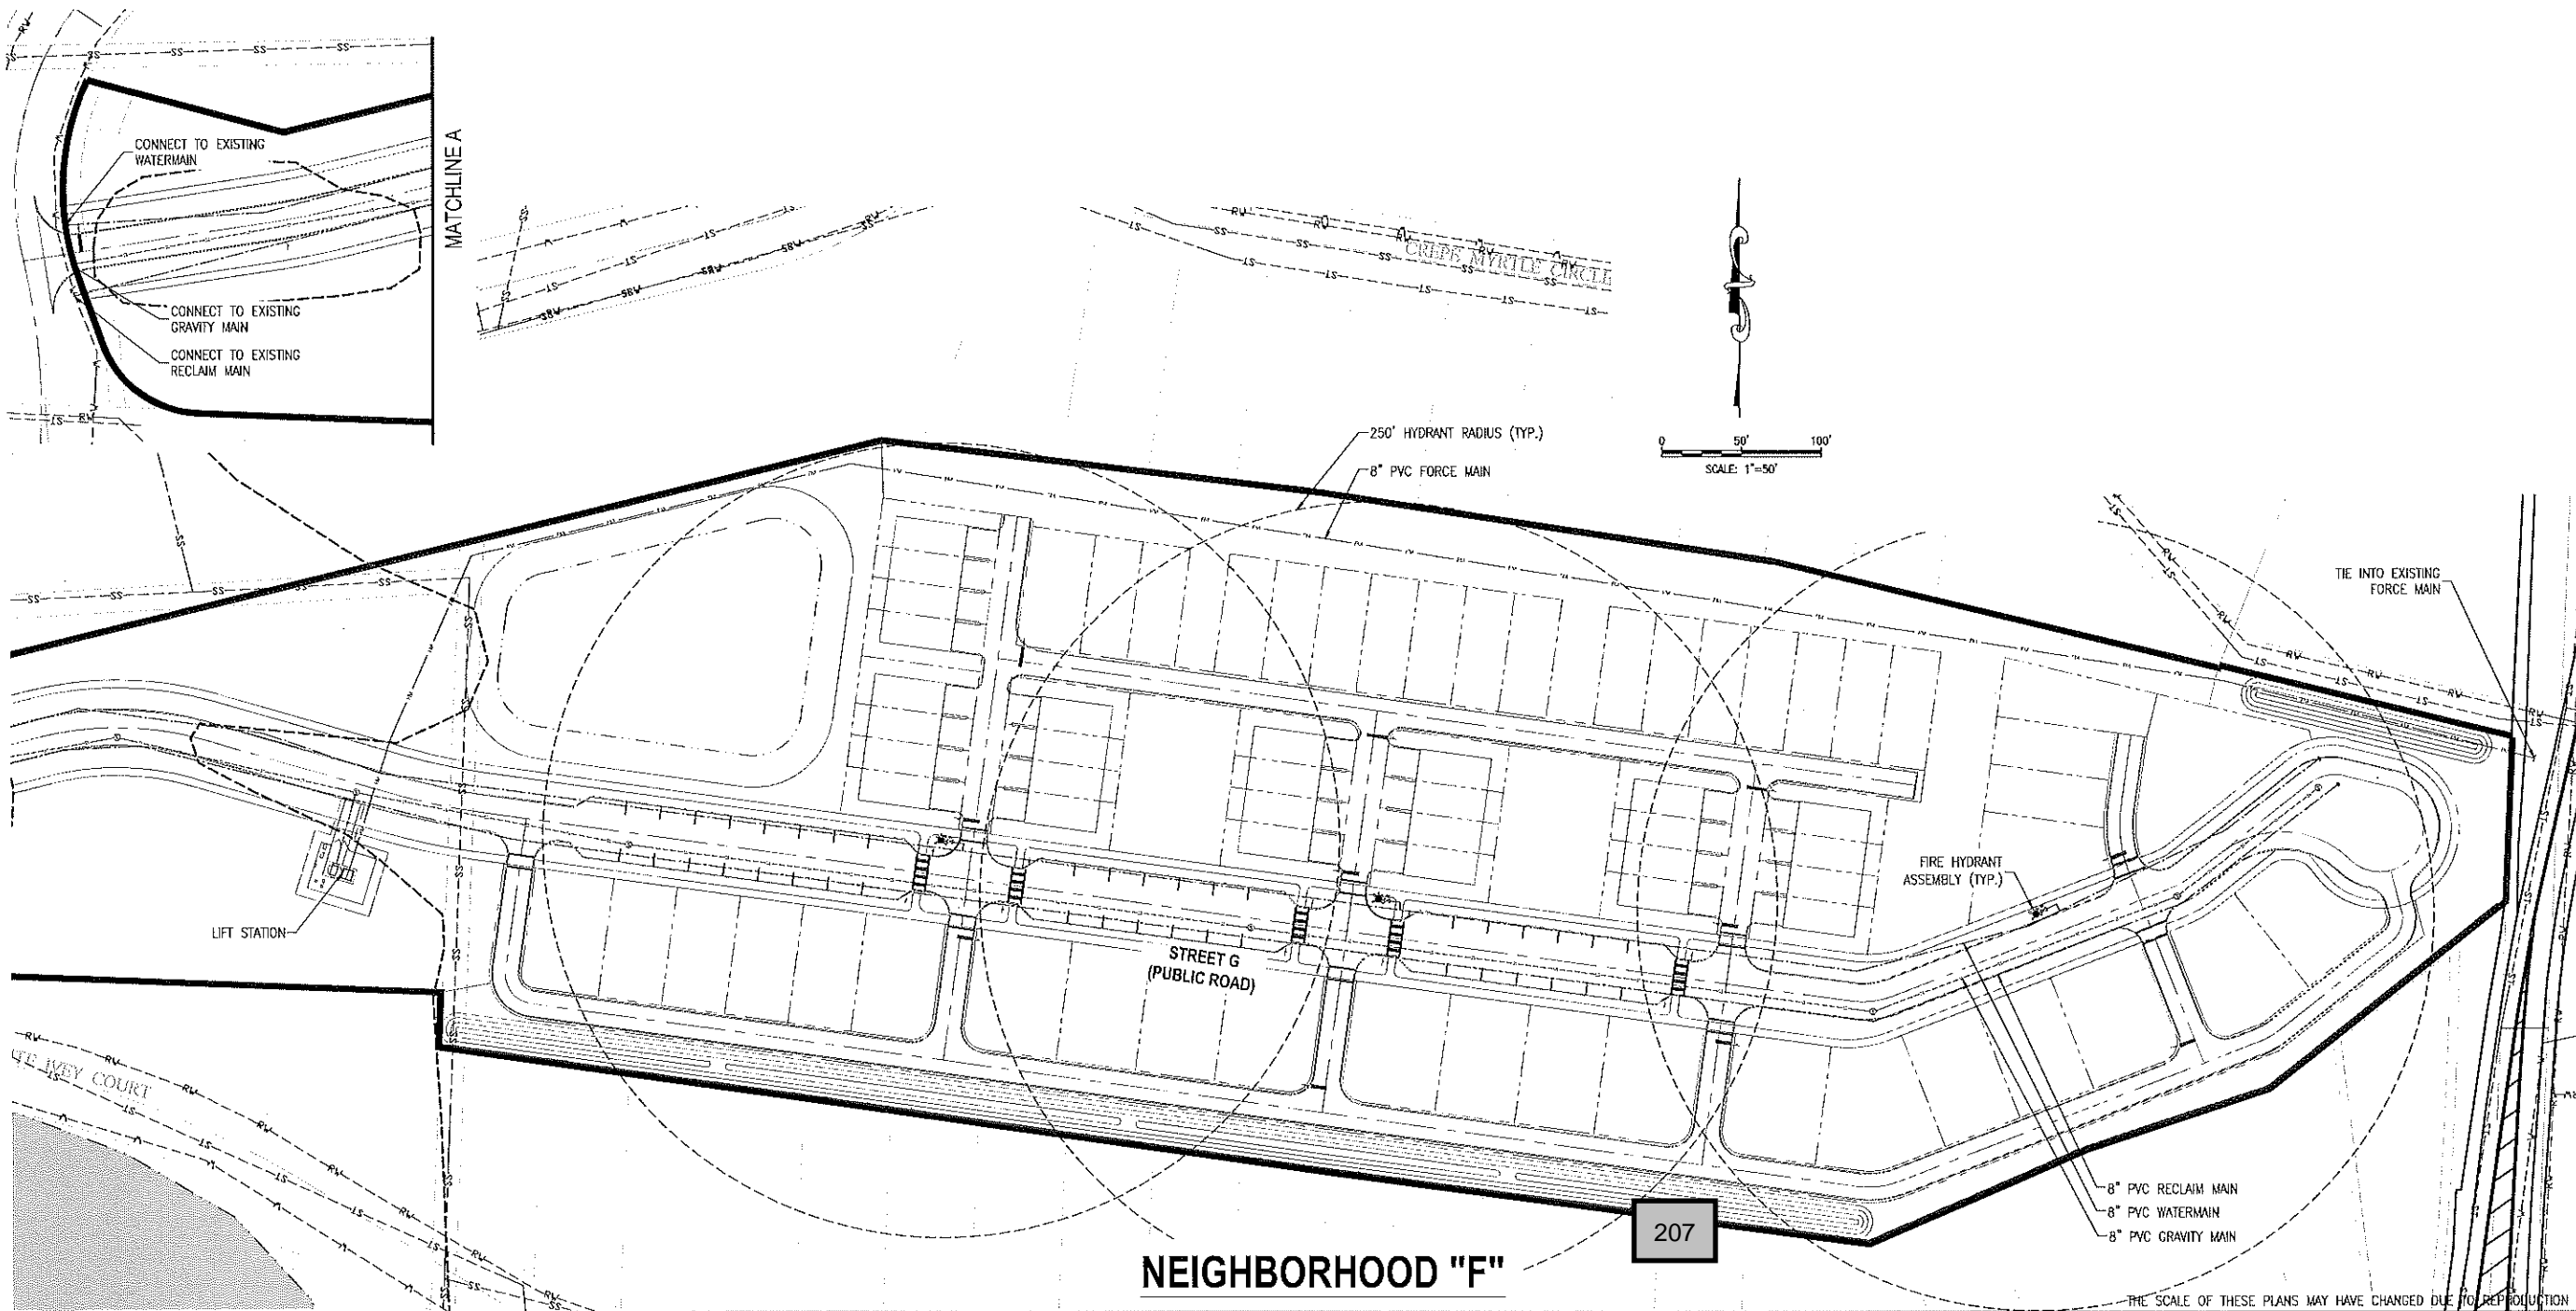 CONNECT TO EXISTING
WATERMAIN
MATCHLINE A
CONNECT TO EXISTING
GRAVITY MAIN
CONNECT TO EXISTING
RECLAIM MAIN
CREPE MYRTLE CIRCLE
250' HYDRANT RADIUS (TYP.)
8" PVC FORCE MAIN
0 50' 100'
SCALE: 1"=50'
TIE INTO EXISTING
FORCE MAIN
FIRE HYDRANT
ASSEMBLY (TYP.)
LIFT STATION
STREET G
(PUBLIC ROAD)
IVEY COURT
8" PVC RECLAIM MAIN
8" PVC WATERMAIN
8" PVC GRAVITY MAIN
207
NEIGHBORHOOD "F"
THE SCALE OF THESE PLANS MAY HAVE CHANGED DUE TO REPRODUCTION